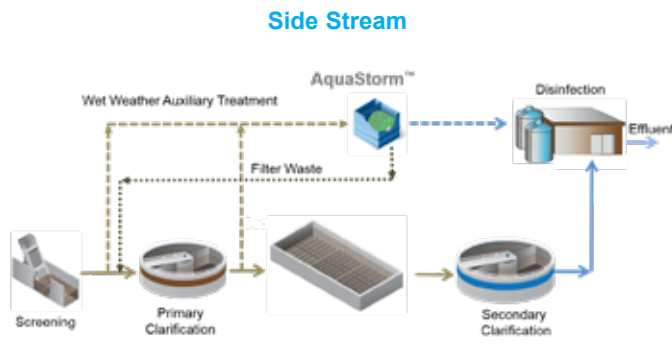 Side Stream
AquaStorm™
Wet Weather Auxiliary Treatment
Disinfection
Effluent
Filter Waste
Screening
Primary
Clarification
Secondary
Clarification